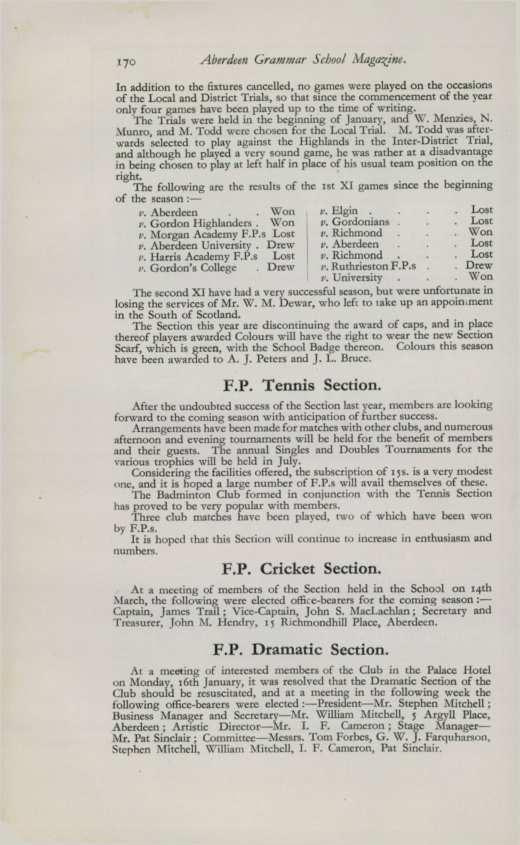 170 Aberdeen Grammar School Magazine.
In addition to the fixtures cancelled, no games were played on the occasions
of the Local and District Trials, so that since the commencement of the year
only four games have been played up to the time of writing.
The Trials were held in the beginning of January, and W. Menzies, N.
Munro, and M. Todd were chosen for the Local Trial. M. Todd was after-
wards selected to play against the Highlands in the Inter-District Trial,
and although he played a very sound game, he was rather at a disadvantage
in being chosen to play at left half in place of his usual team position on the
right.
The following are the results of the 1st XI games since the beginning
of the season :—
v. Aberdeen . . Won
v. Gordon Highlanders . Won
v. Morgan Academy F.P.s Lost
v. Aberdeen University . Drew
v. Harris Academy F.P.s Lost
v. Gordon's College . Drew
v. Elgin . . . . Lost
v. Gordonians . . . Lost
v. Richmond . . . Won
v. Aberdeen . . . Lost
v. Richmond . . . Lost
v. Ruthrieston F.P.s . . Drew
v. University . . . Won
The second XI have had a very successful season, but were unfortunate in
losing the services of Mr. W. M. Dewar, who left to take up an appointment
in the South of Scotland.
The Section this year are discontinuing the award of caps, and in place
thereof players awarded Colours will have the right to wear the new Section
Scarf, which is green, with the School Badge thereon. Colours this season
have been awarded to A. J. Peters and J. L. Bruce.
F.P. Tennis Section.
After the undoubted success of the Section last year, members are looking
forward to the coming season with anticipation of further success.
Arrangements have been made for matches with other clubs, and numerous
afternoon and evening tournaments will be held for the benefit of members
and their guests. The annual Singles and Doubles Tournaments for the
various trophies will be held in July.
Considering the facilities offered, the subscription of 15s. is a very modest
one, and it is hoped a large number of F.P.s will avail themselves of these.
The Badminton Club formed in conjunction with the Tennis Section
has proved to be very popular with members.
Three club matches have been played, two of which have been won
by F.P.s.
It is hoped that this Section will continue to increase in enthusiasm and
numbers.
F.P. Cricket Section.
At a meeting of members of the Section held in the School on 14th
March, the following were elected office-bearers for the coming season :—
Captain, James Trail ; Vice-Captain, John S. MacLachlan ; Secretary and
Treasurer, John M. Hendry, 15 Richmondhill Place, Aberdeen.
F.P. Dramatic Section.
At a meeting of interested members of the Club in the Palace Hotel
on Monday, 16th January, it was resolved that the Dramatic Section of the
Club should be resuscitated, and at a meeting in the following week the
following office-bearers were elected :—President—Mr. Stephen Mitchell ;
Business Manager and Secretary—Mr. William Mitchell, 5 Argyll Place,
Aberdeen ; Artistic Director—Mr. I. F. Cameron ; Stage Manager—
Mr. Pat Sinclair ; Committee—Messrs. Tom Forbes, G. W. J. Farquharson,
Stephen Mitchell, William Mitchell, I. F. Cameron, Pat Sinclair.